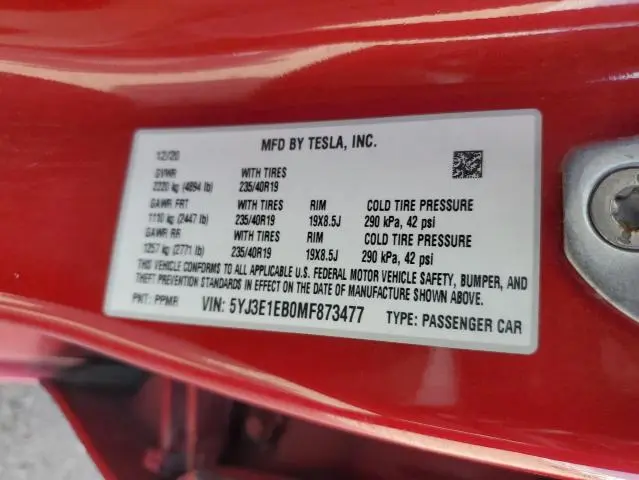 MFD BY TESLA, INC.
12/20
GVWR WITH TIRES
2220 kg (4894 lb) 235/40R19
GAWR FRT WITH TIRES RIM COLD TIRE PRESSURE
1110 kg (2447 lb) 235/40R19 19X8.5J 290 kPa, 42 psi
GAWR RR WITH TIRES RIM COLD TIRE PRESSURE
1257 kg (2771 lb) 235/40R19 19X8.5J 290 kPa, 42 psi
THIS VEHICLE CONFORMS TO ALL APPLICABLE U.S. FEDERAL MOTOR VEHICLE SAFETY, BUMPER, AND
THEFT PREVENTION STANDARDS IN EFFECT ON THE DATE OF MANUFACTURE SHOWN ABOVE.
PNT: PPMR VIN: 5YJ3E1EB0MF873477 TYPE: PASSENGER CAR